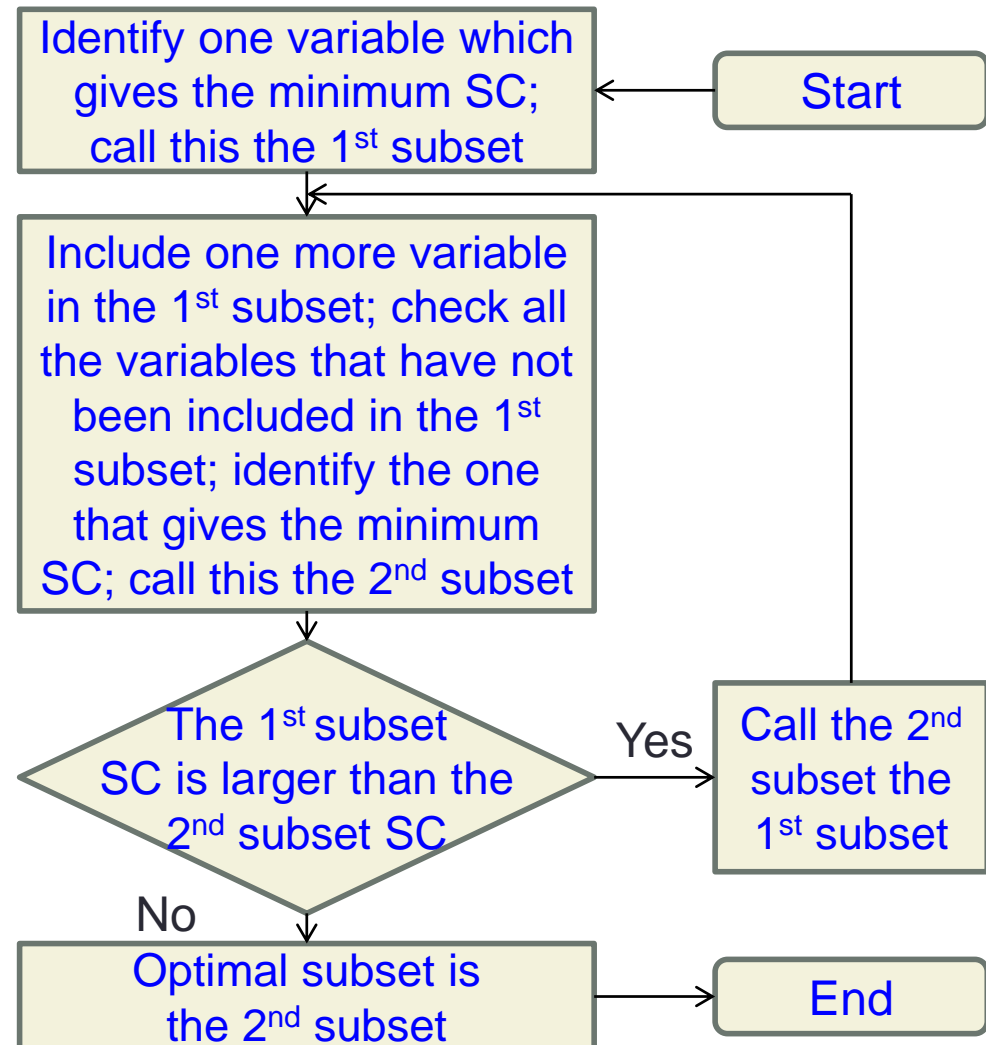 Identify one variable which
gives the minimum SC;
call this the 1st subset
Start
Include one more variable
in the 1st subset; check all
the variables that have not
been included in the 1st
subset; identify the one
that gives the minimum
SC; call this the 2nd subset
The 1st subset
SC is larger than the
2nd subset SC
Yes
Call the 2nd
subset the
1st subset
No
Optimal subset is
the 2nd subset
End